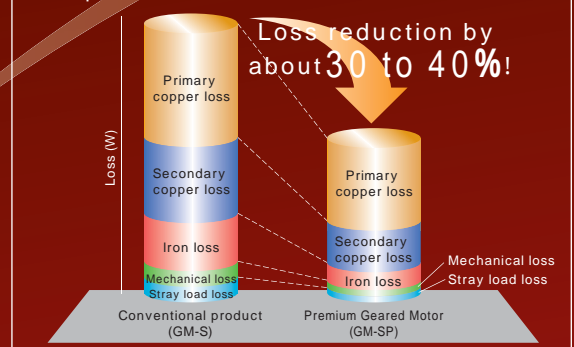 Loss reduction by
about 30 to 40%!
Loss (W)
Primary
copper loss
Secondary
copper loss
Iron loss
Mechanical loss
Stray load loss
Conventional product
(GM-S)
Primary
copper loss
Secondary
copper loss
Iron loss
Mechanical loss
Stray load loss
Premium Geared Motor
(GM-SP)